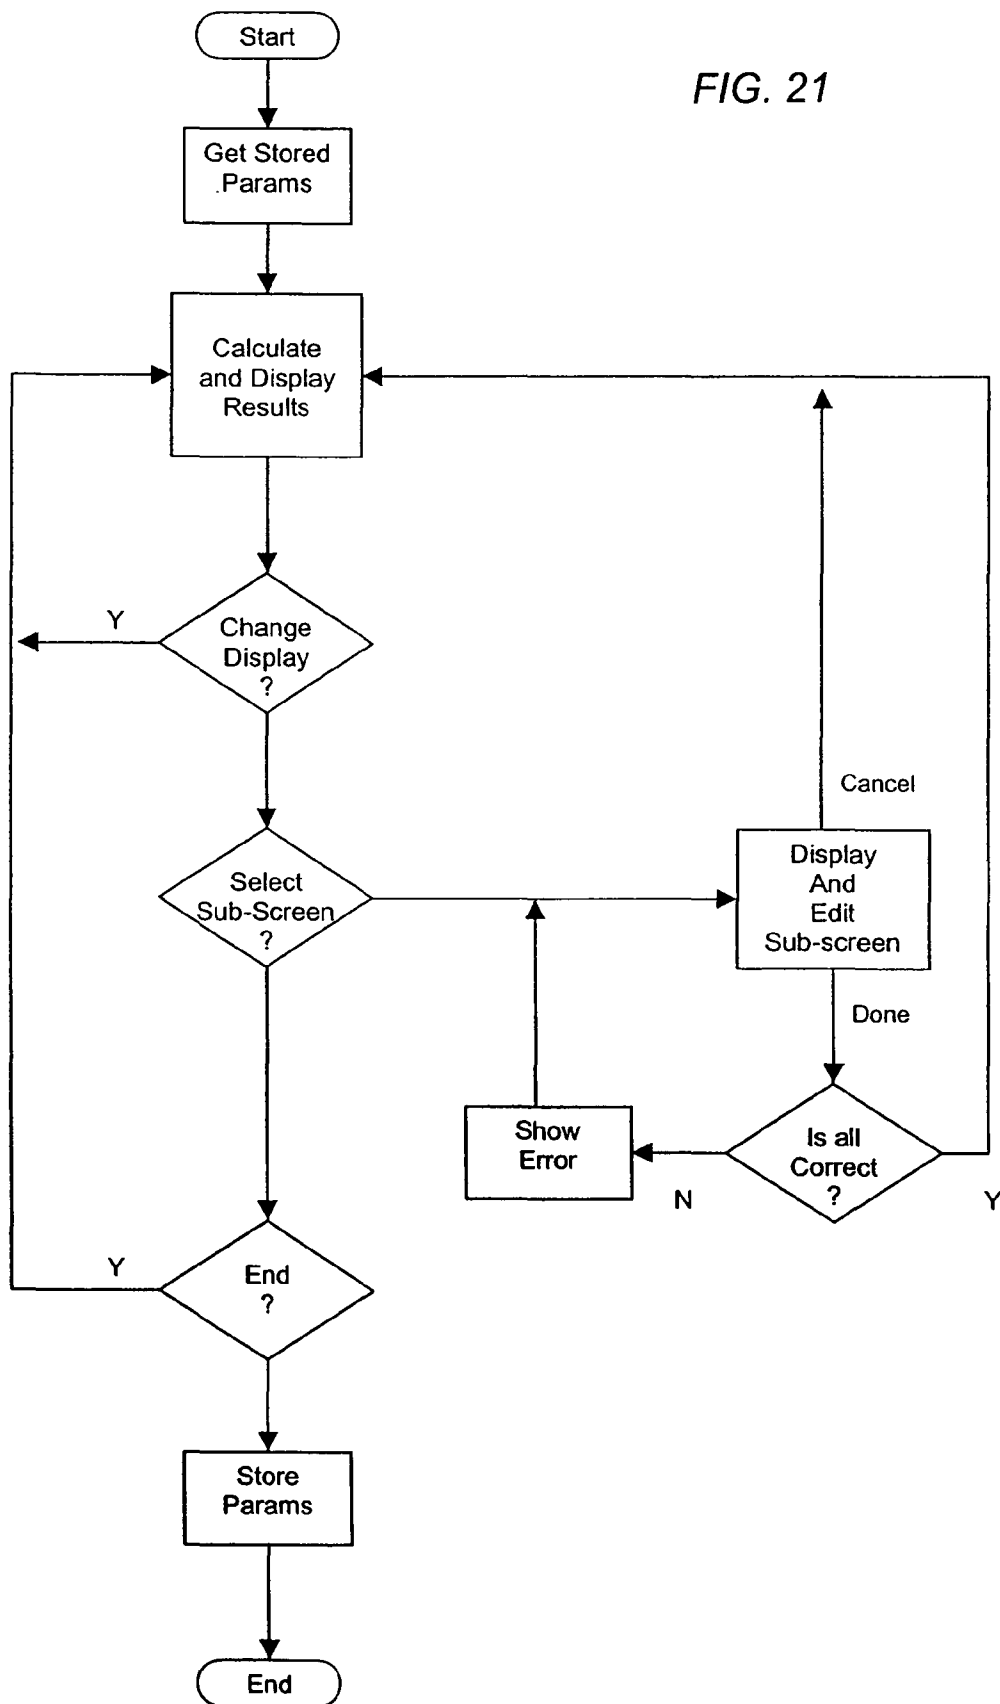 Start
FIG. 21
Get Stored
Params
Calculate
and Display
Results
Y
Change
Display
?
Cancel
Select
Sub-Screen
?
Display
And
Edit
Sub-screen
Done
Show
Error
N
Is all
Correct
?
Y
Y
End
?
Store
Params
End